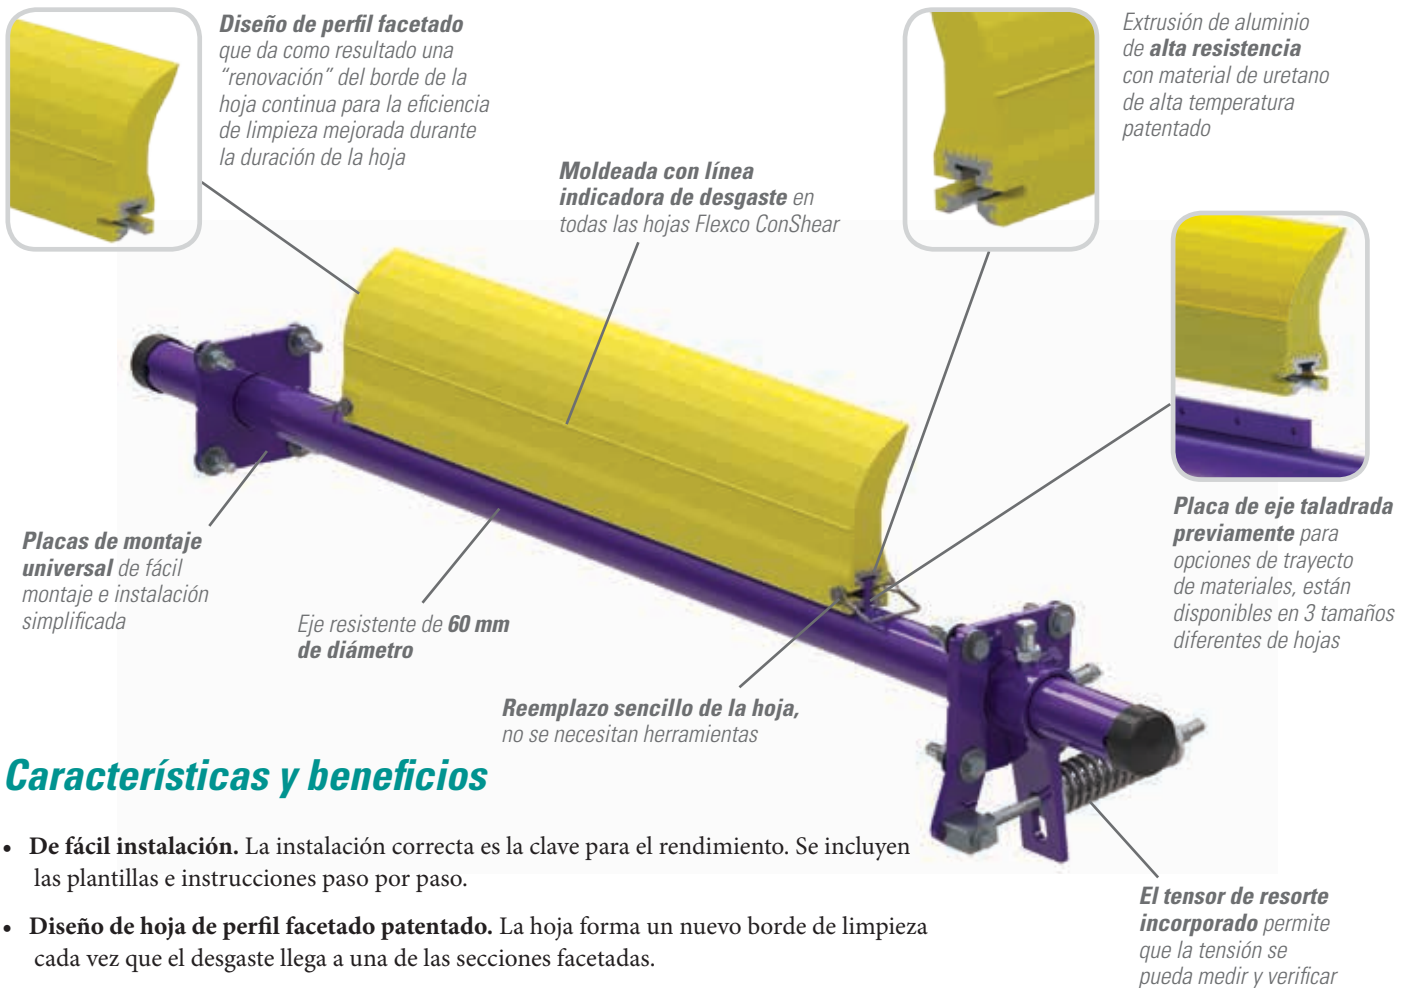 Diseño de perfil facetado
que da como resultado una
“renovación” del borde de la
hoja continua para la eficiencia
de limpieza mejorada durante
la duración de la hoja
Moldeada con línea
indicadora de desgaste en
todas las hojas Flexco ConShear
Extrusión de aluminio
de alta resistencia
con material de uretano
de alta temperatura
patentado
Placas de montaje
universal de fácil
montaje e instalación
simplificada
Eje resistente de 60 mm
de diámetro
Reemplazo sencillo de la hoja,
no se necesitan herramientas
Placa de eje taladrada
previamente para
opciones de trayecto
de materiales, están
disponibles en 3 tamaños
diferentes de hojas
El tensor de resorte
incorporado permite
que la tensión se
pueda medir y verificar
Características y beneficios
• De fácil instalación. La instalación correcta es la clave para el rendimiento. Se incluyen
las plantillas e instrucciones paso por paso.
• Diseño de hoja de perfil facetado patentado. La hoja forma un nuevo borde de limpieza
cada vez que el desgaste llega a una de las secciones facetadas.